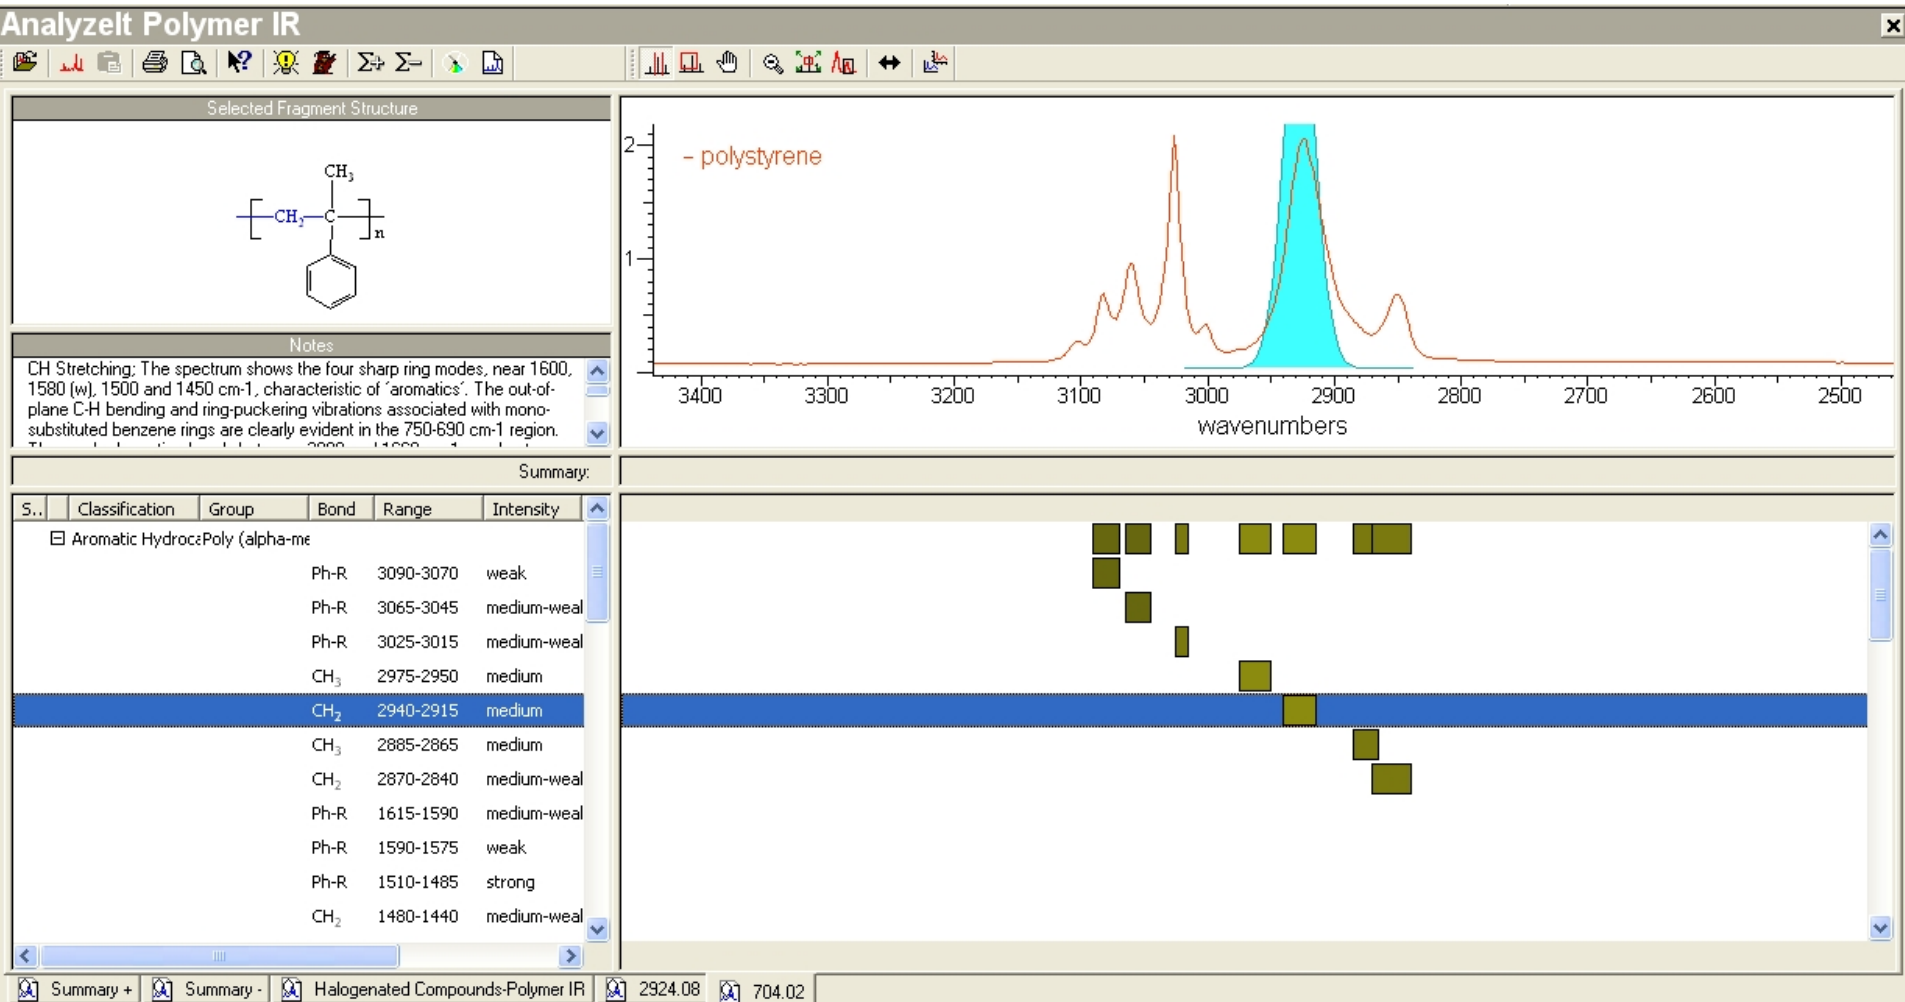 AnalyzeIt Polymer IR
Selected Fragment Structure
CH3
CH2
C
n
Notes
CH Stretching; The spectrum shows the four sharp ring modes, near 1600,
1580 (w), 1500 and 1450 cm-1, characteristic of ´aromatics´. The out-of-
plane C-H bending and ring-puckering vibrations associated with mono-
substituted benzene rings are clearly evident in the 750-690 cm-1 region.
2
– polystyrene
1
3400 3300 3200 3100 3000 2900 2800 2700 2600 2500
wavenumbers
Summary:
S.. Classification Group Bond Range Intensity
Aromatic Hydroca Poly (alpha-me
Ph-R 3090-3070 weak
Ph-R 3065-3045 medium-weal
Ph-R 3025-3015 medium-weal
CH3 2975-2950 medium
CH2 2940-2915 medium
CH3 2885-2865 medium
CH2 2870-2840 medium-weal
Ph-R 1615-1590 medium-weal
Ph-R 1590-1575 weak
Ph-R 1510-1485 strong
CH2 1480-1440 medium-weal
Summary + Summary - Halogenated Compounds-Polymer IR 2924.08 704.02